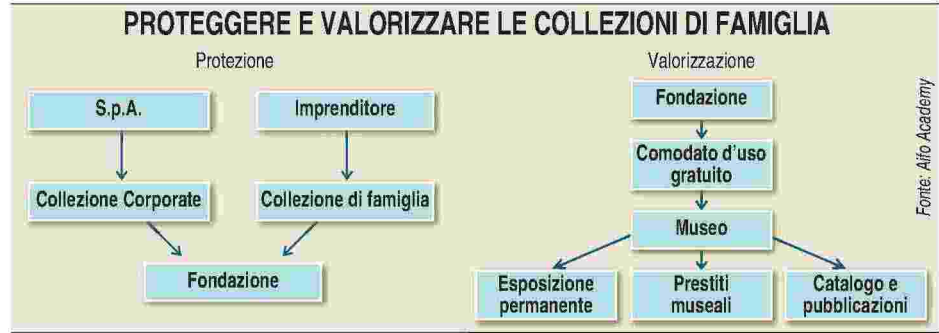 PROTEGGERE E VALORIZZARE LE COLLEZIONI DI FAMIGLIA
Protezione
S.p.A.
Imprenditore
Collezione Corporate
Collezione di famiglia
Fondazione
Valorizzazione
Fondazione
Comodato d'uso
gratuito
Museo
Esposizione
permanente
Prestiti
museali
Catalogo e
pubblicazioni
Fonte: Aifo Academy